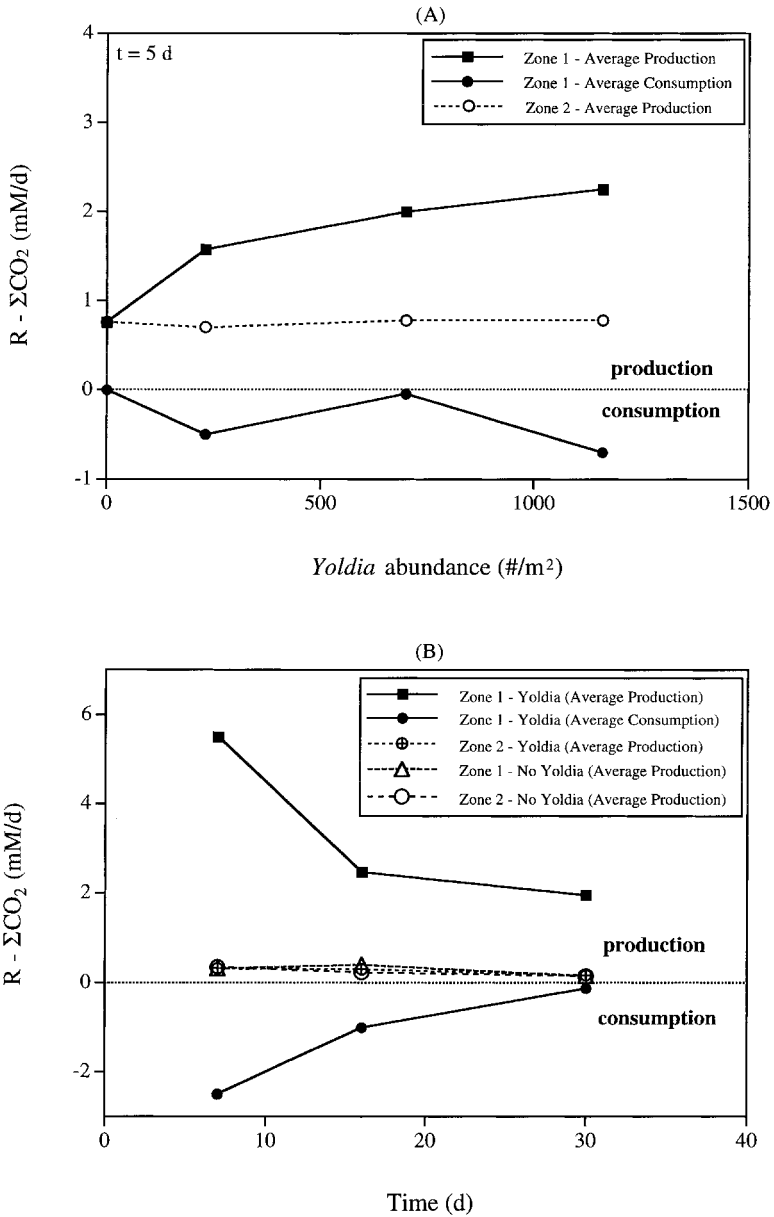 (A)
t = 5 d
Zone 1 - Average Production
Zone 1 - Average Consumption
Zone 2 - Average Production
4
3
2
1
0
-1
R - ΣCO₂ (mM/d)
production
consumption
0
500
1000
1500
Yoldia abundance (#/m²)
(B)
Zone 1 - Yoldia (Average Production)
Zone 1 - Yoldia (Average Consumption)
Zone 2 - Yoldia (Average Production)
Zone 1 - No Yoldia (Average Production)
Zone 2 - No Yoldia (Average Production)
6
4
2
0
-2
R - ΣCO₂ (mM/d)
production
consumption
0
10
20
30
40
Time (d)